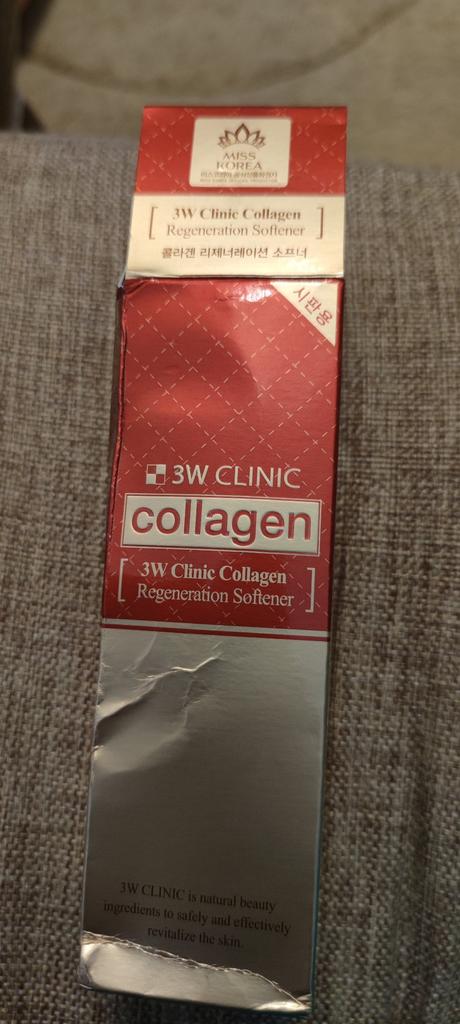 MISS
KOREA
[ 3W Clinic Collagen
Regeneration Softener ]
콜라겐 리제너레이션 소프너
시판용
3W CLINIC
collagen
[ 3W Clinic Collagen
Regeneration Softener ]
3W CLINIC is natural beauty
ingredients to safely and effectively
revitalize the skin.